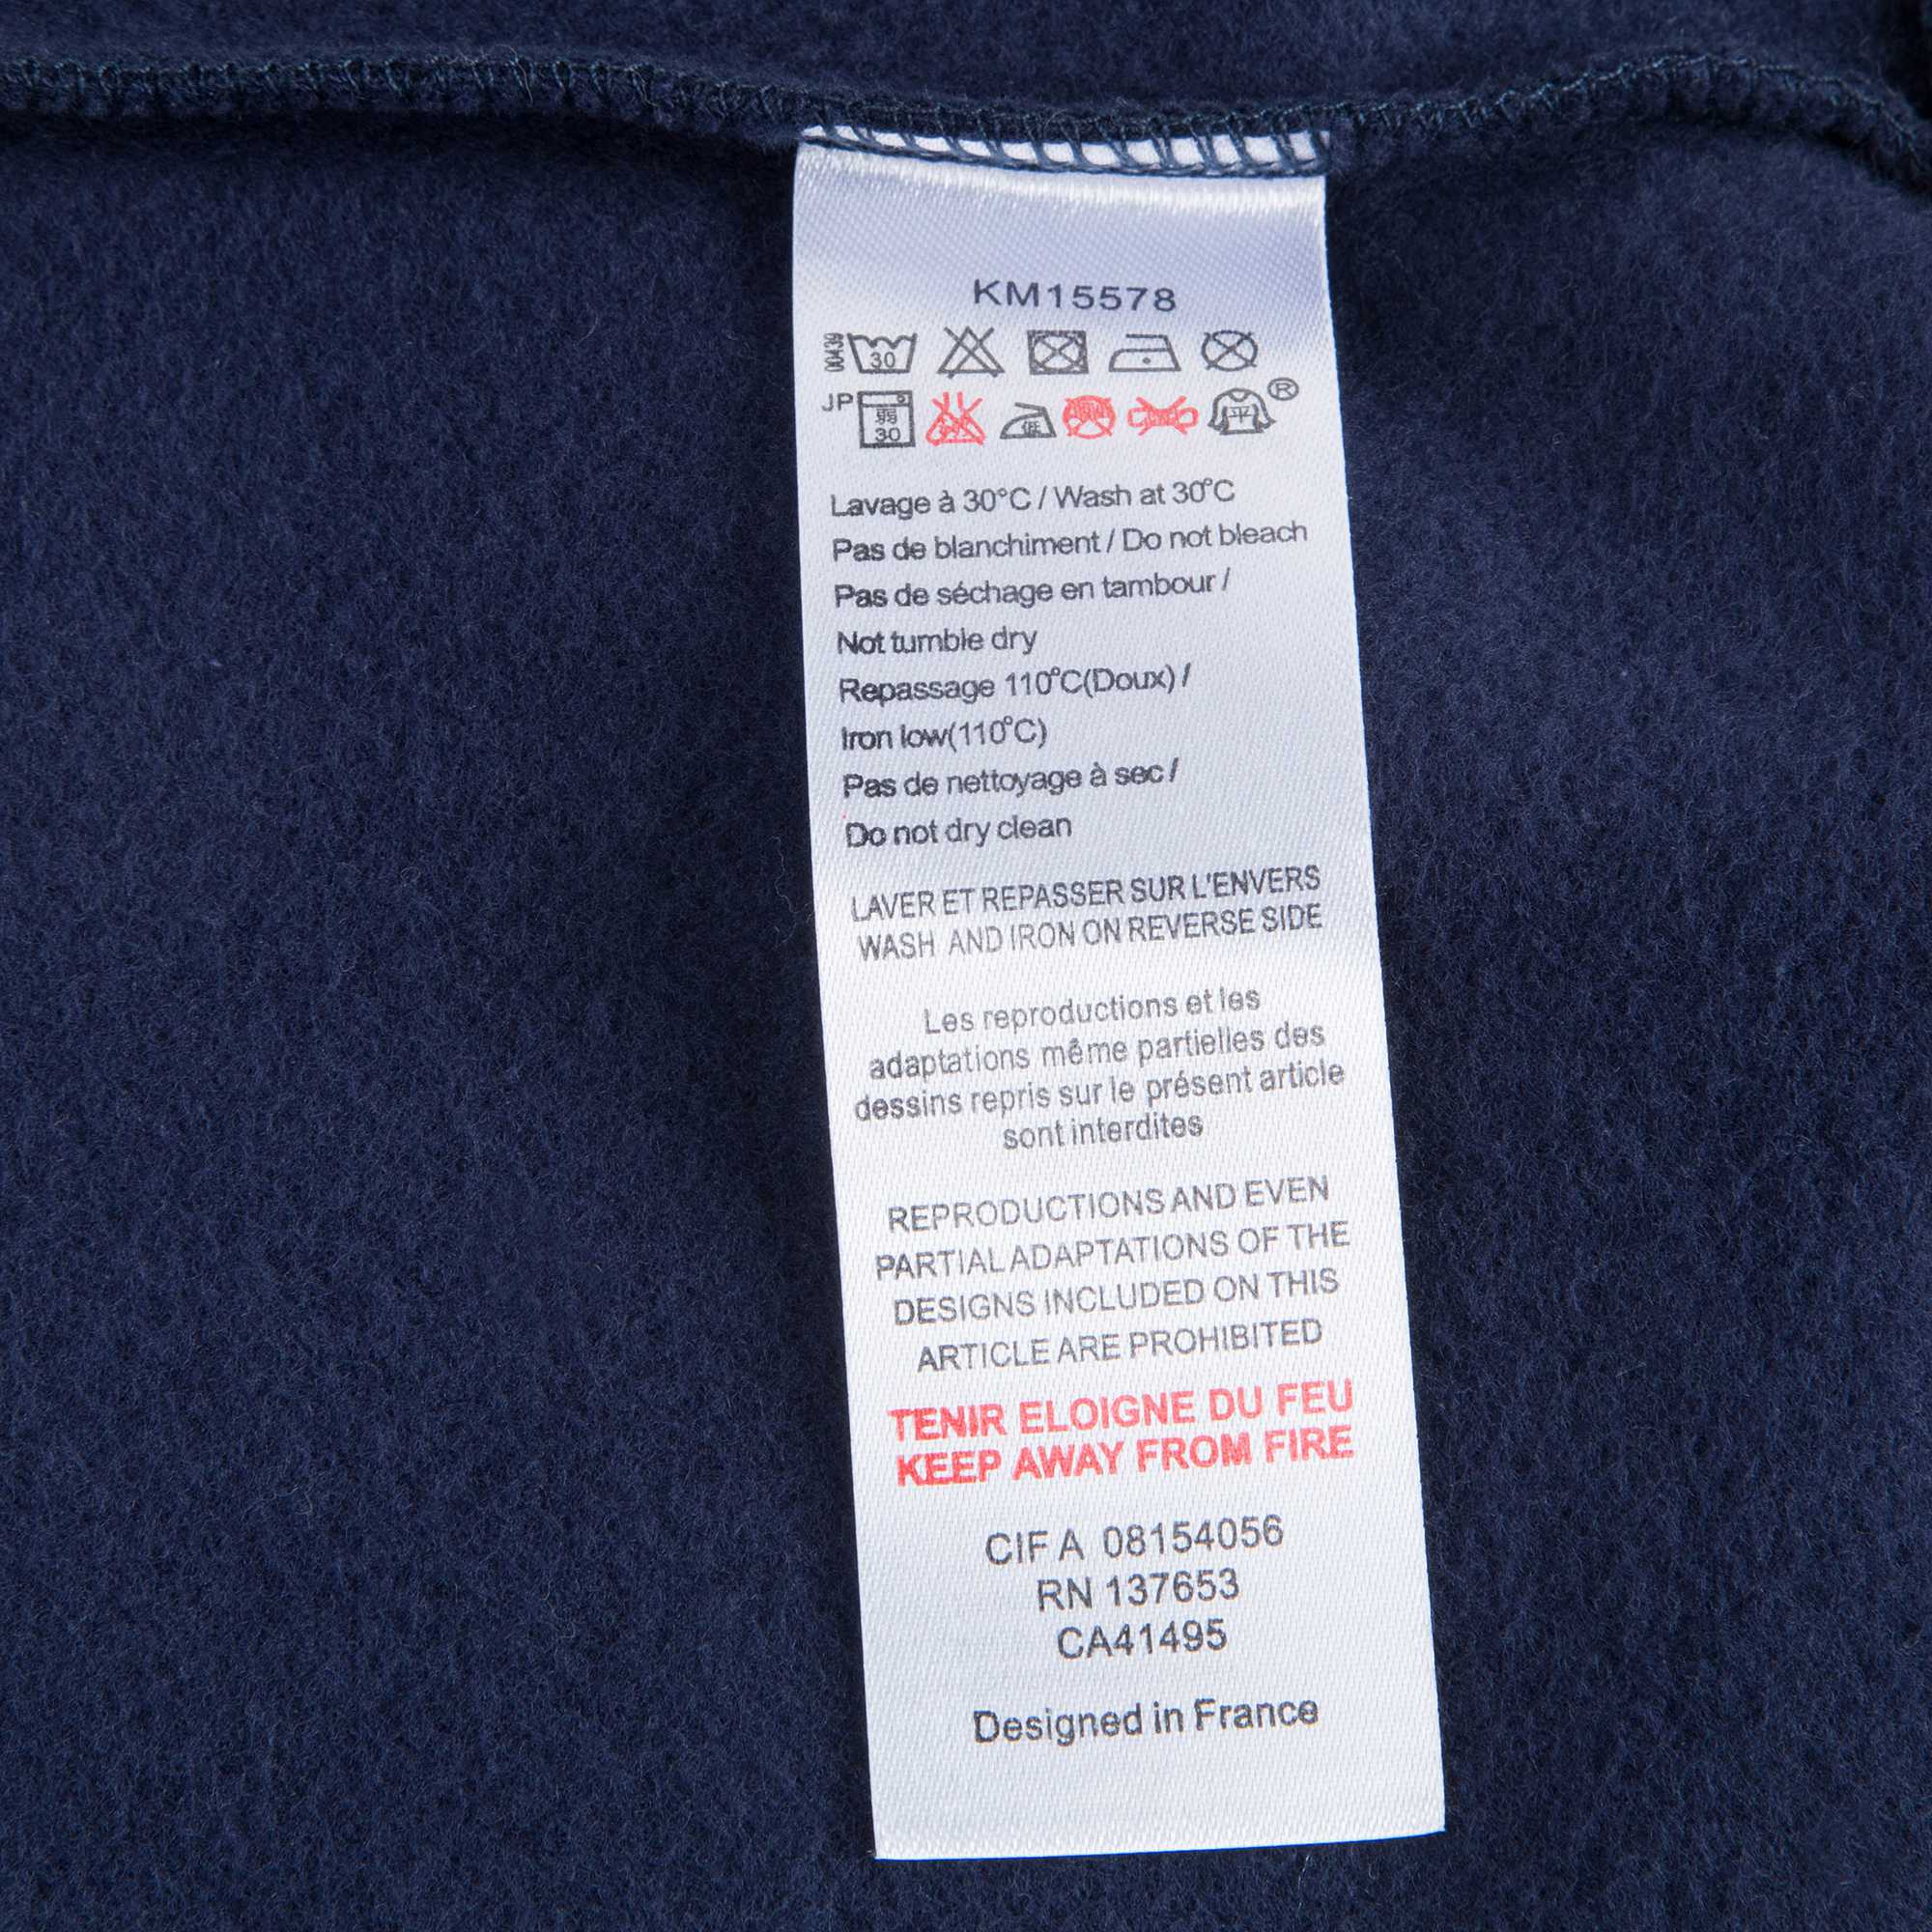 KM15578
00439 30
JP 弱 30 低 平 ®
Lavage à 30°C / Wash at 30°C
Pas de blanchiment / Do not bleach
Pas de séchage en tambour /
Not tumble dry
Repassage 110°C(Doux) /
Iron low(110°C)
Pas de nettoyage à sec /
Do not dry clean
LAVER ET REPASSER SUR L'ENVERS
WASH AND IRON ON REVERSE SIDE
Les reproductions et les
adaptations même partielles des
dessins repris sur le présent article
sont interdites
REPRODUCTIONS AND EVEN
PARTIAL ADAPTATIONS OF THE
DESIGNS INCLUDED ON THIS
ARTICLE ARE PROHIBITED
TENIR ELOIGNE DU FEU
KEEP AWAY FROM FIRE
CIF A 08154056
RN 137653
CA41495
Designed in France